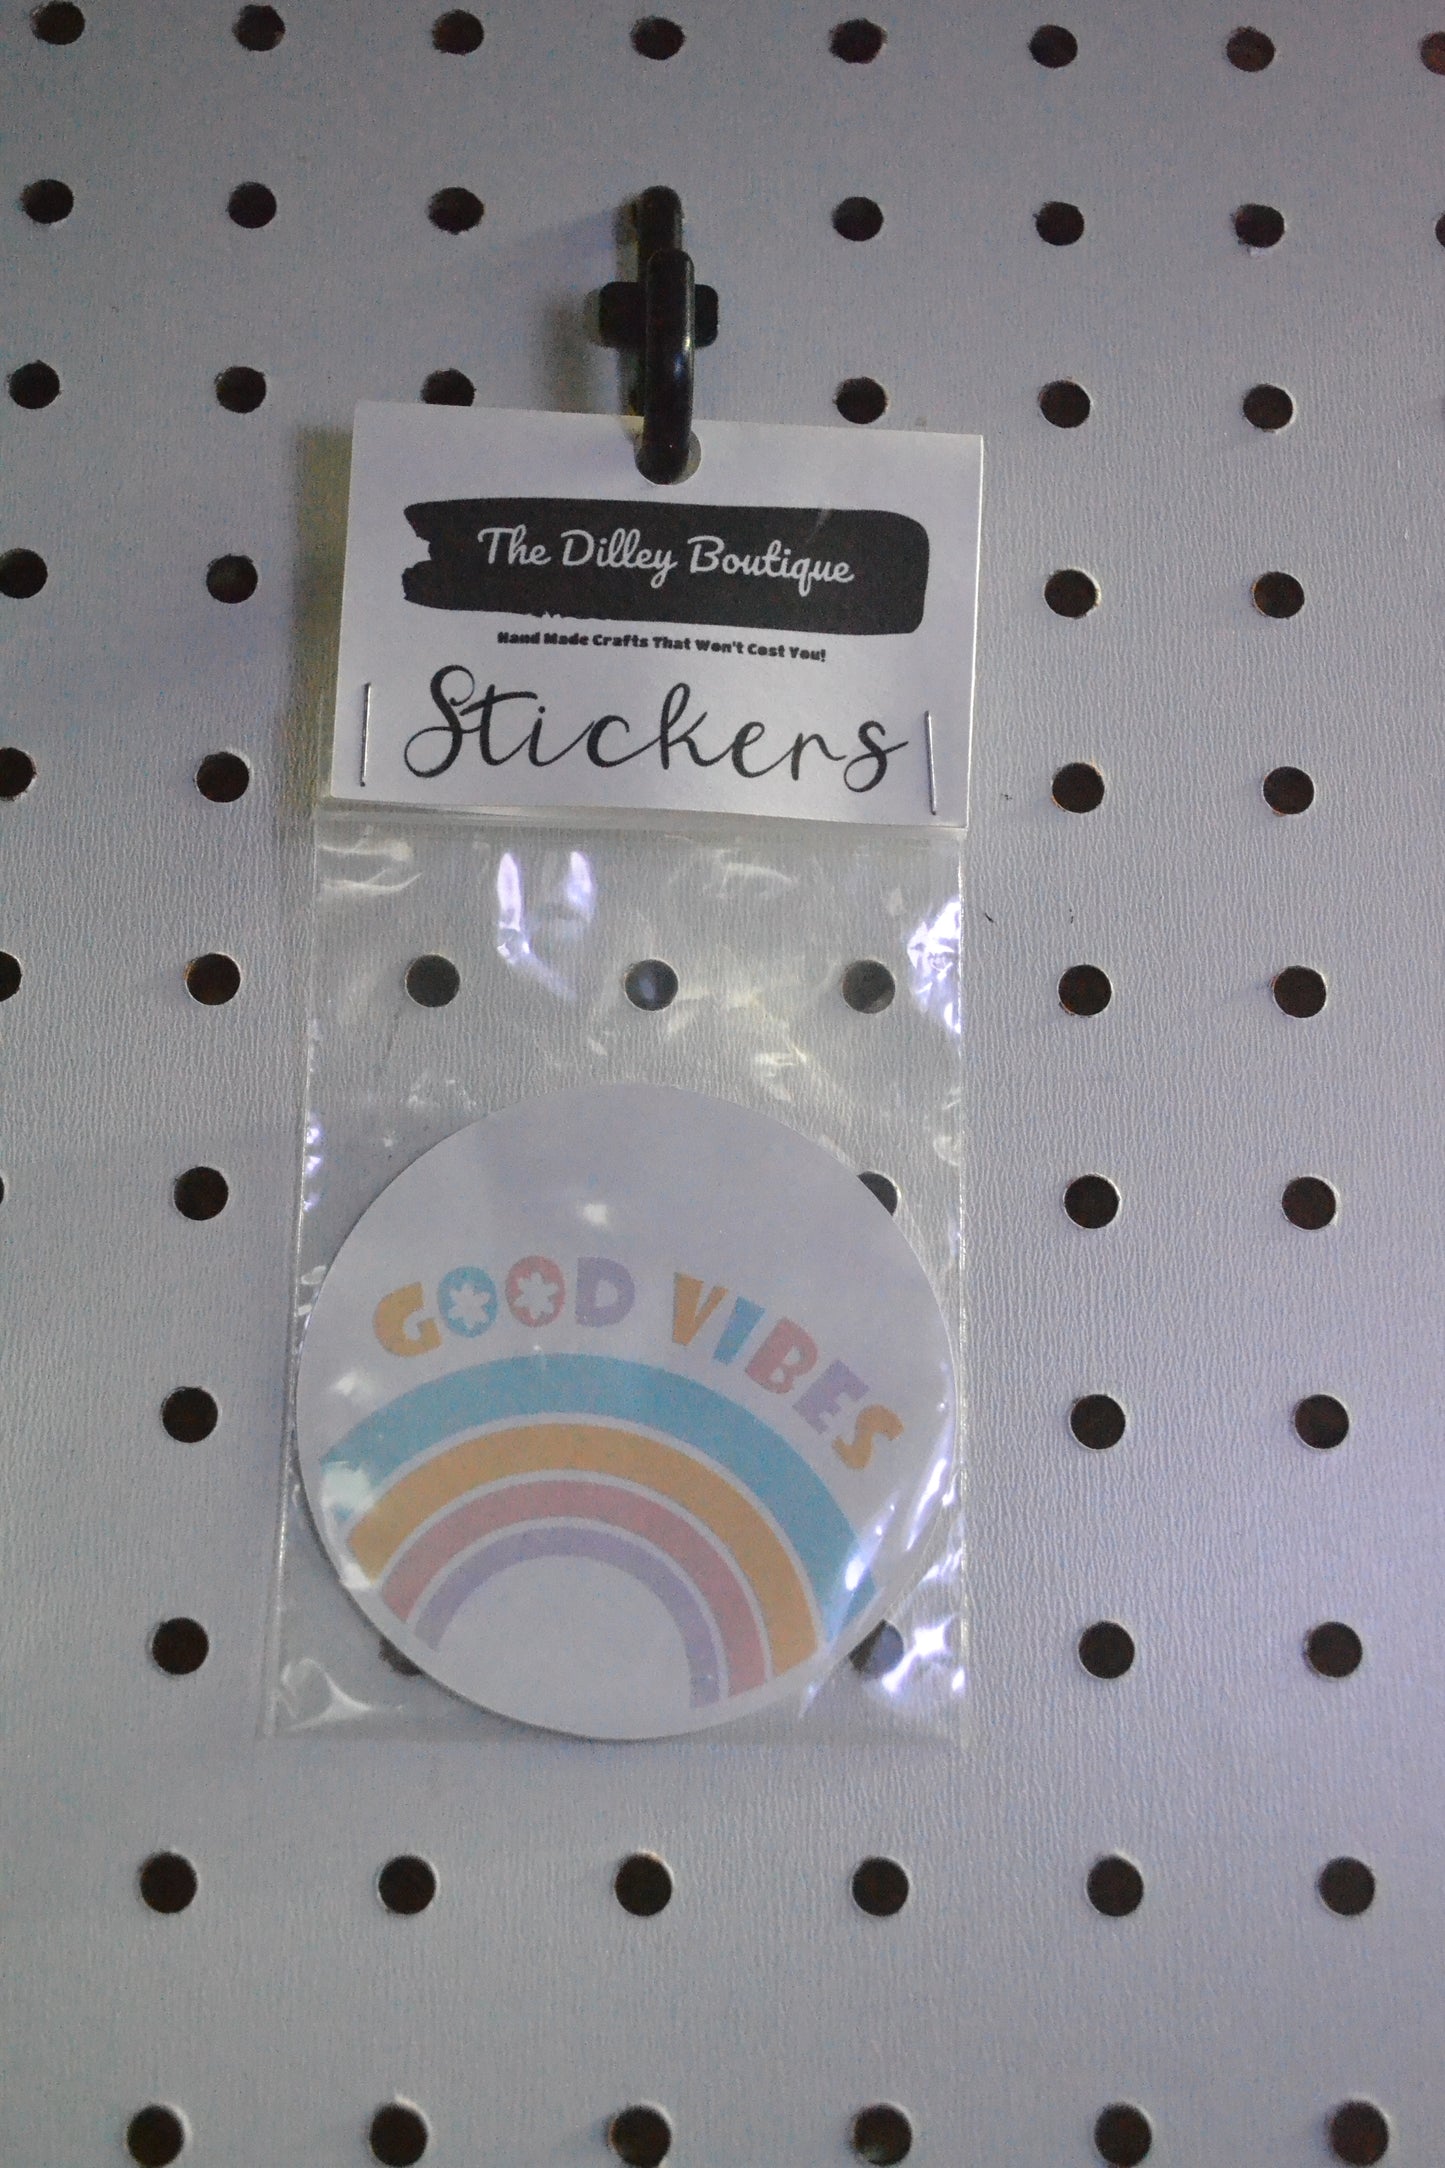 The Dilley Boutique
Hand Made Crafts That Won't Cost You!
Stickers
GOOD VIBES